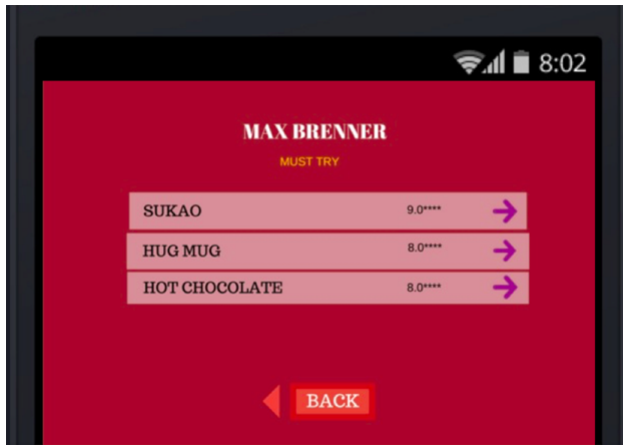 8:02
MAX BRENNER
MUST TRY
SUKAO 9.0****
HUG MUG 8.0****
HOT CHOCOLATE 8.0****
BACK